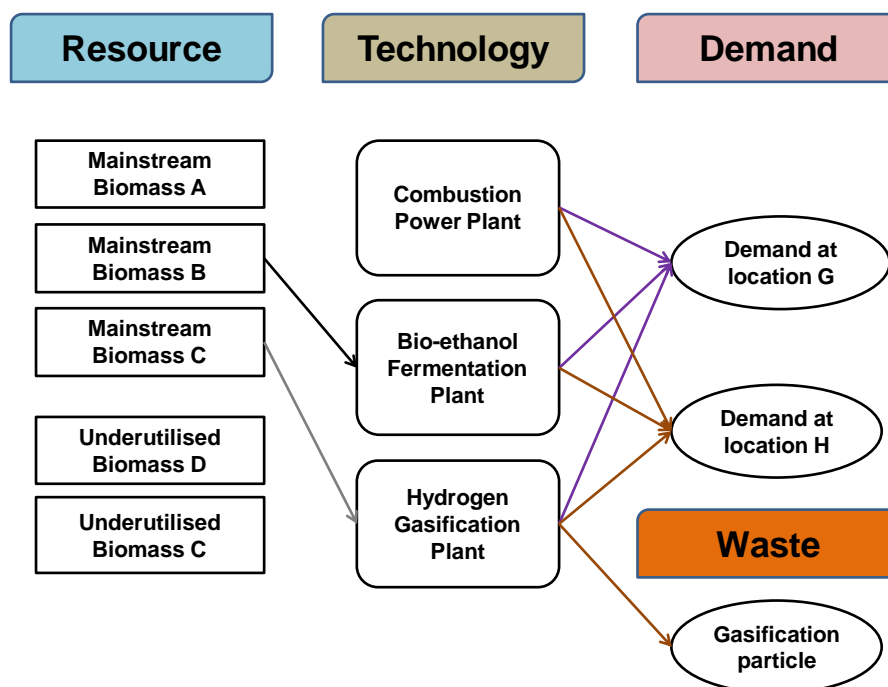 Resource
Technology
Demand
Mainstream
Biomass A
Mainstream
Biomass B
Mainstream
Biomass C
Underutilised
Biomass D
Underutilised
Biomass C
Combustion
Power Plant
Bio-ethanol
Fermentation
Plant
Hydrogen
Gasification
Plant
Demand at
location G
Demand at
location H
Waste
Gasification
particle